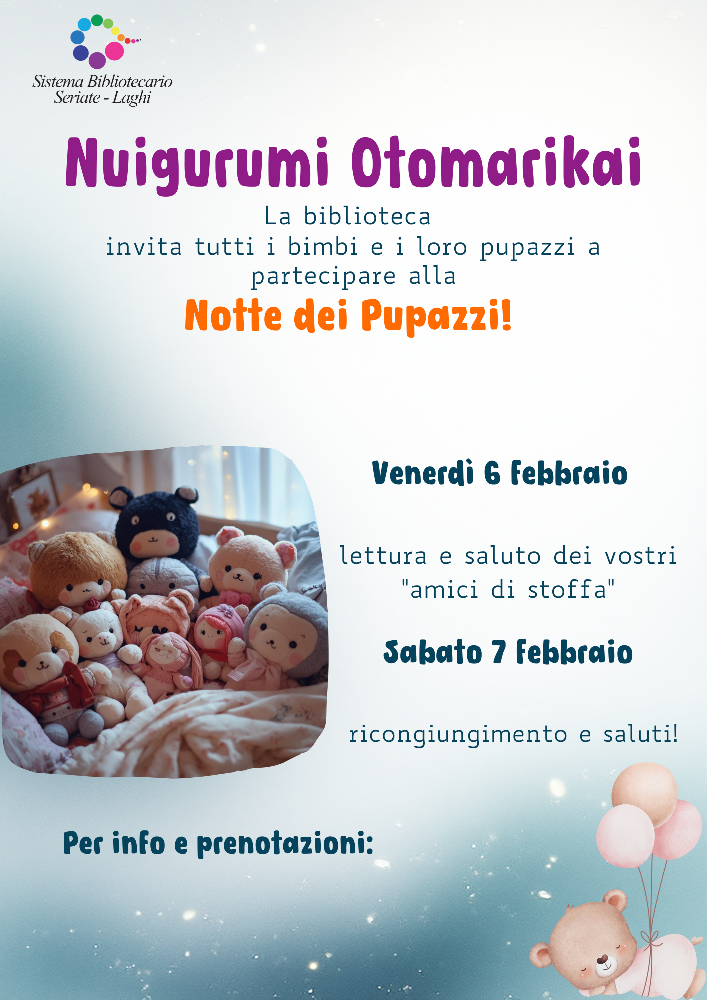 Sistema Bibliotecario
Seriate - Laghi
Nuigurumi Otomarikai
La biblioteca
invita tutti i bimbi e i loro pupazzi a
partecipare alla
Notte dei Pupazzi!
Venerdì 6 Febbraio
lettura e saluto dei vostri
"amici di stoffa"
Sabato 7 Febbraio
ricongiungimento e saluti!
Per info e prenotazioni: